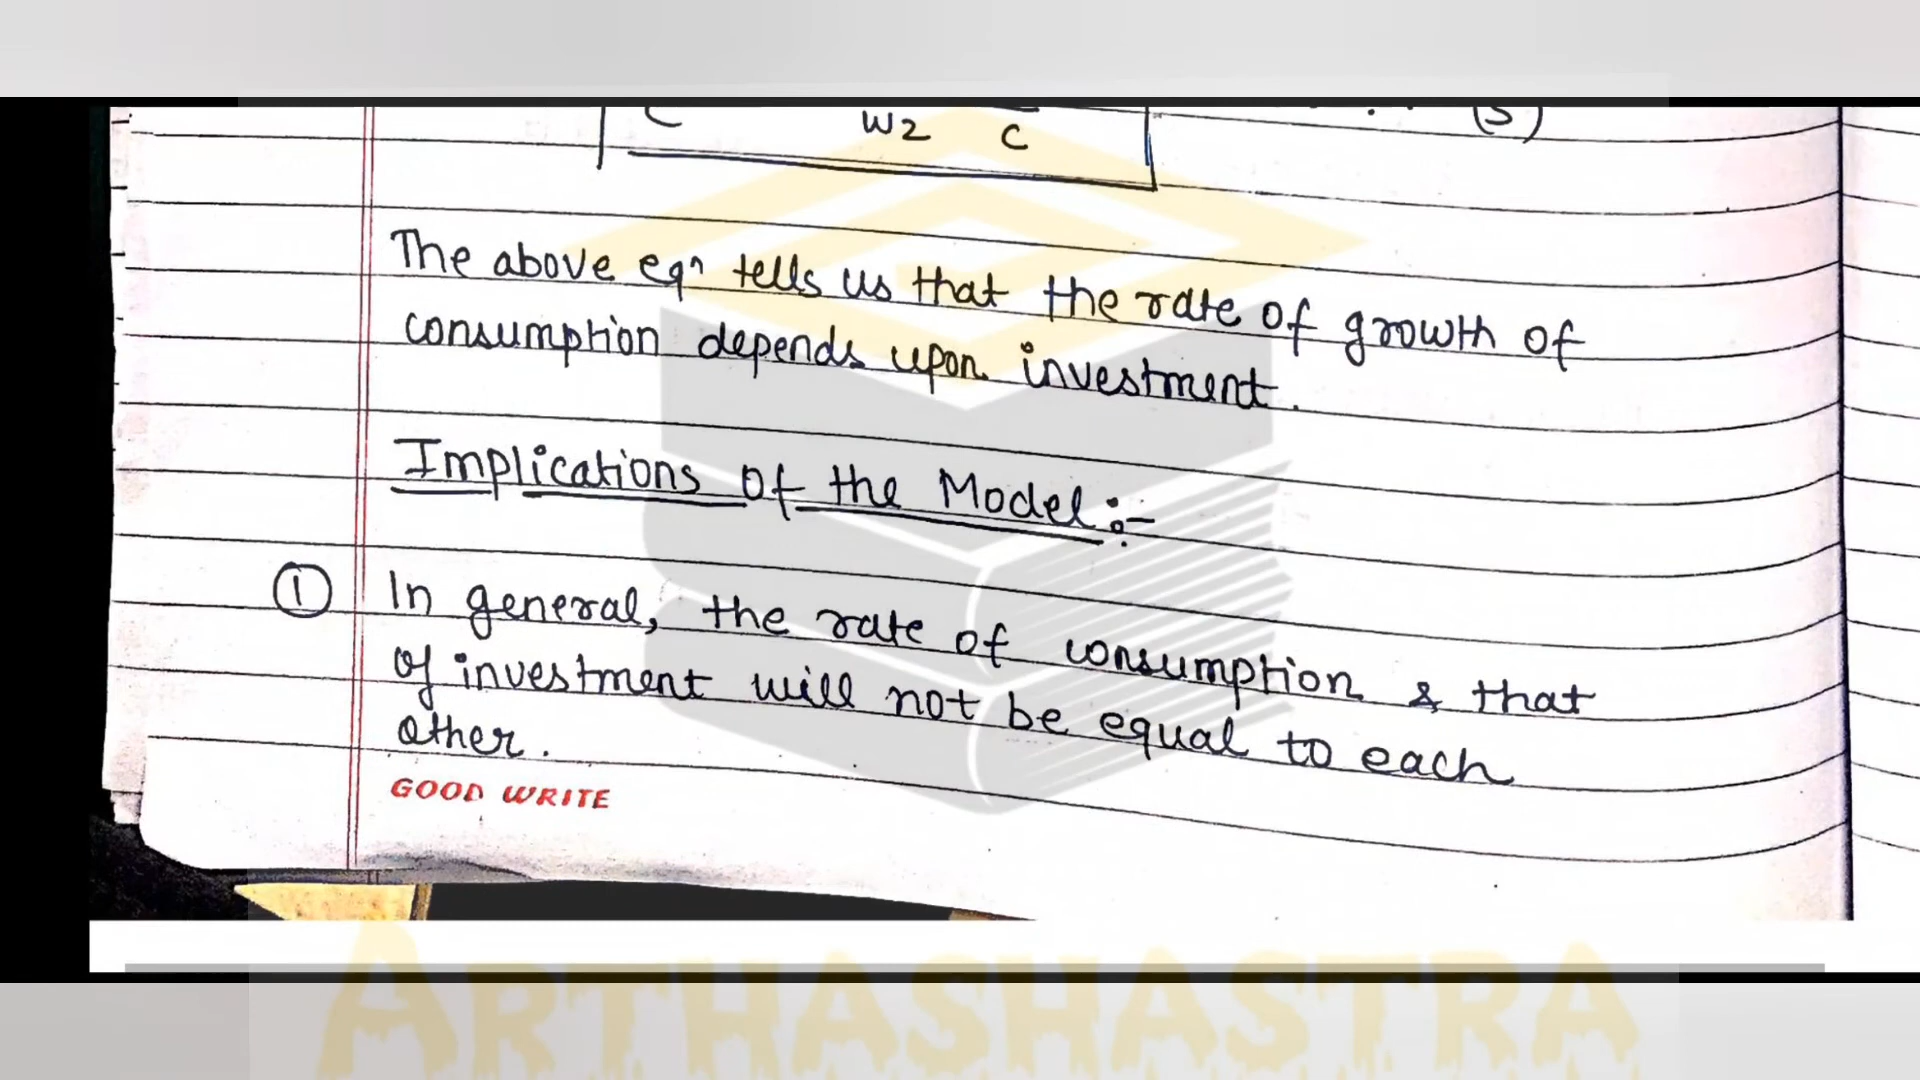 C W2 C (5)
The above eqⁿ tells us that the rate of growth of
consumption depends upon investment.
Implications of the Model :-
① In general, the rate of consumption & that
of investment will not be equal to each
other.
GOOD WRITE
ARTHASHASTRA